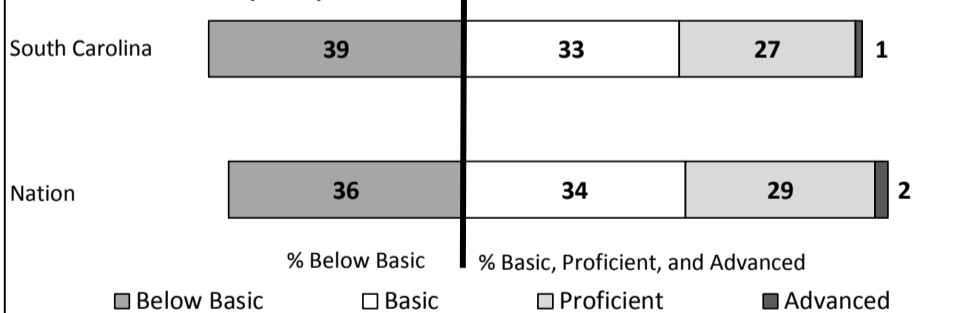 South Carolina 39 33 27 1
Nation 36 34 29 2
% Below Basic % Basic, Proficient, and Advanced
Below Basic Basic Proficient Advanced